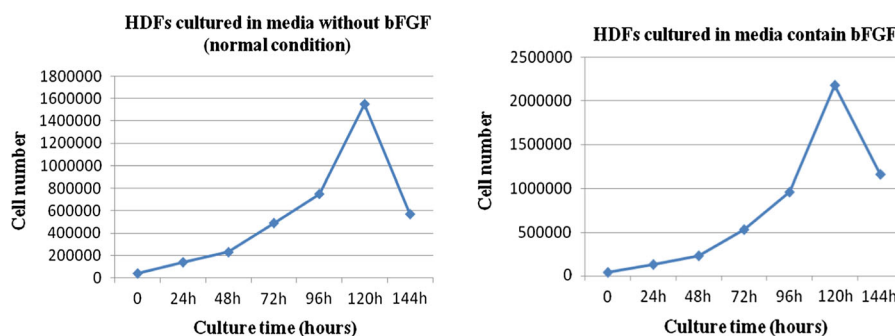 HDFs cultured in media without bFGF
(normal condition)
1800000
1600000
1400000
1200000
1000000
800000
600000
400000
200000
0
Cell number
0 24h 48h 72h 96h 120h 144h
Culture time (hours)
HDFs cultured in media contain bFGF
2500000
2000000
1500000
1000000
500000
0
Cell number
0 24h 48h 72h 96h 120h 144h
Culture time (hours)